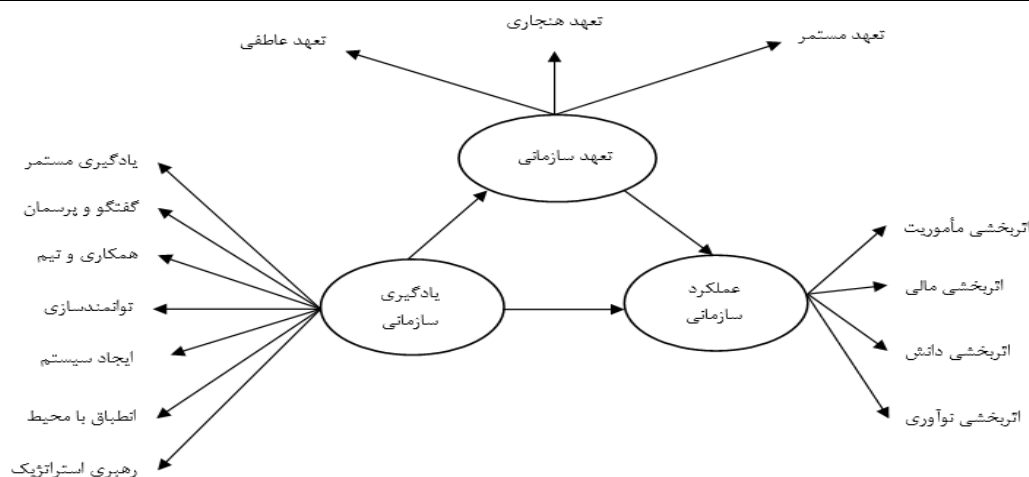 تعهد هنجاری
تعهد مستمر
تعهد عاطفی
تعهد سازمانی
یادگیری مستمر
گفتگو و پرسمان
همکاری و تیم
توانمندسازی
ایجاد سیستم
انطباق با محیط
رهبری استراتژیک
یادگیری
سازمانی
عملکرد
سازمانی
اثربخشی مأموریت
اثربخشی مالی
اثربخشی دانش
اثربخشی نوآوری